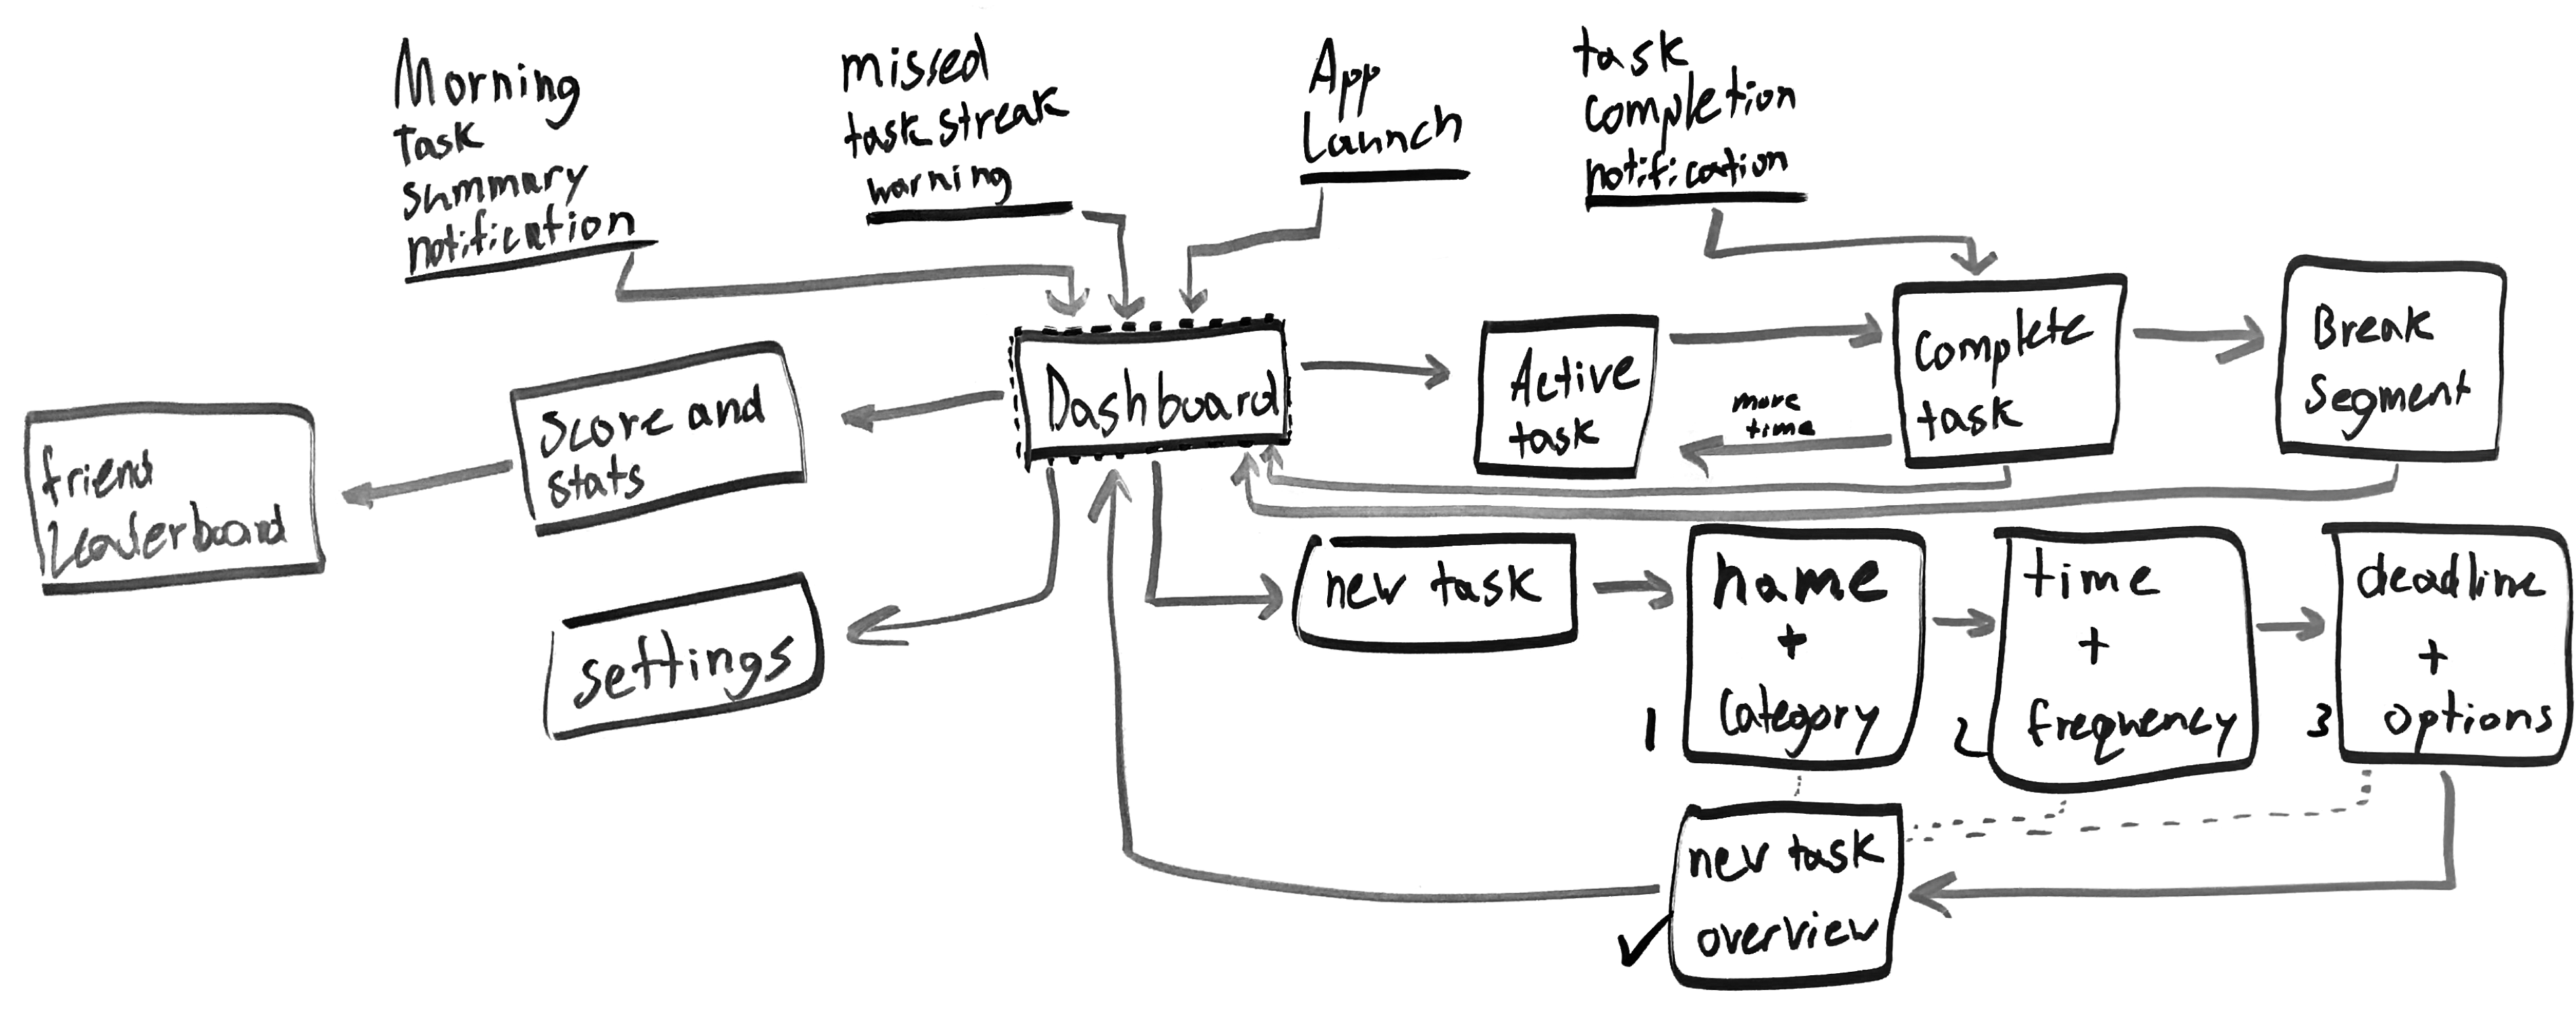 Morning
Task
summary
notification
missed
task streak
warning
App
Launch
task
completion
notification
friend
Leaderboard
Score and
stats
Dashboard
Active
task
more
time
complete
task
Break
Segment
settings
new task
name
+
Category
1
time
+
frequency
2
deadline
+
options
3
new task
overview